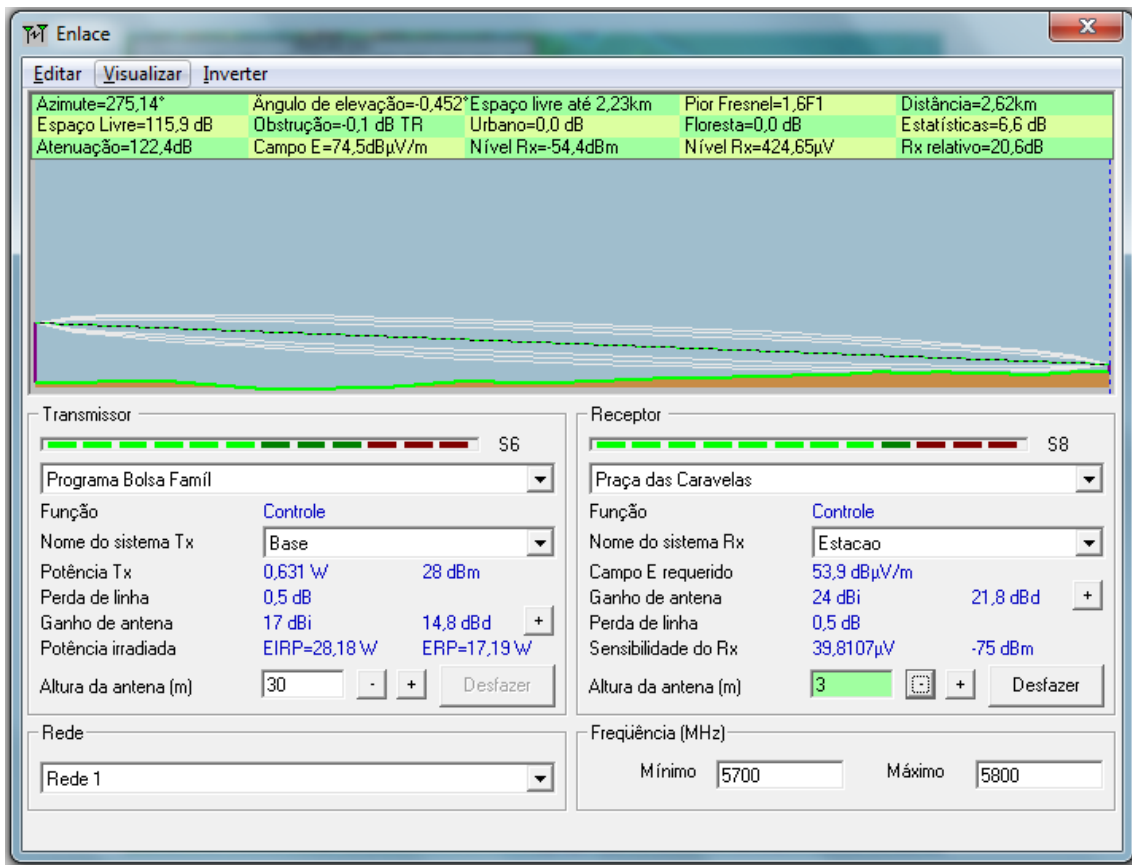 Enlace
Editar Visualizar Inverter
Azimute=275,14° Ângulo de elevação=-0,452° Espaço livre até 2,23km Pior Fresnel=1,6F1 Distância=2,62km
Espaço Livre=115,9 dB Obstrução=-0,1 dB TR Urbano=0,0 dB Floresta=0,0 dB Estatísticas=6,6 dB
Atenuação=122,4dB Campo E=74,5dBµV/m Nível Rx=-54,4dBm Nível Rx=424,65µV Rx relativo=20,6dB
Transmissor
S6
Programa Bolsa Famíl
Função Controle
Nome do sistema Tx Base
Potência Tx 0,631 W 28 dBm
Perda de linha 0,5 dB
Ganho de antena 17 dBi 14,8 dBd +
Potência irradiada EIRP=28,18 W ERP=17,19 W
Altura da antena (m) 30 - + Desfazer
Rede
Rede 1
Receptor
S8
Praça das Caravelas
Função Controle
Nome do sistema Rx Estacao
Campo E requerido 53,9 dBµV/m
Ganho de antena 24 dBi 21,8 dBd +
Perda de linha 0,5 dB
Sensibilidade do Rx 39,8107µV -75 dBm
Altura da antena (m) 3 - + Desfazer
Freqüência (MHz)
Mínimo 5700 Máximo 5800